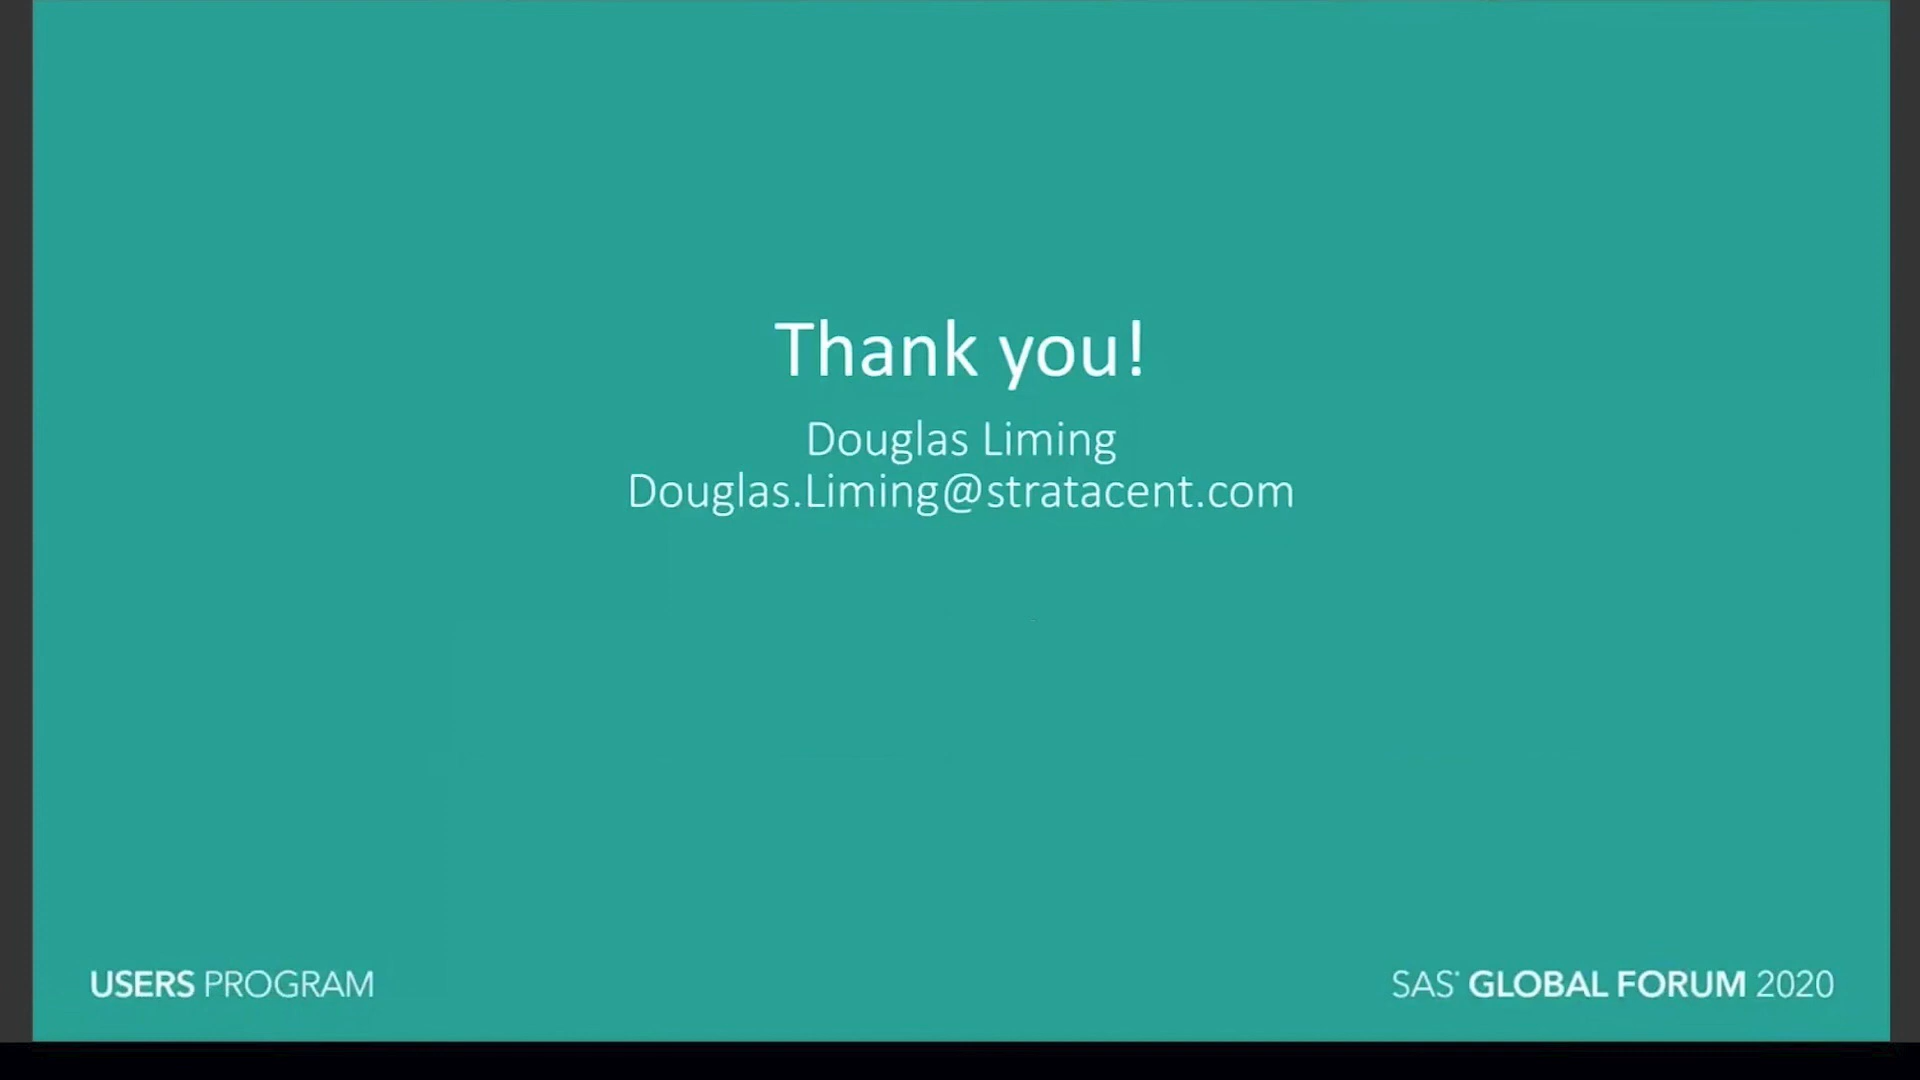 Thank you!
Douglas Liming
Douglas.Liming@stratacent.com
USERS PROGRAM
SAS® GLOBAL FORUM 2020